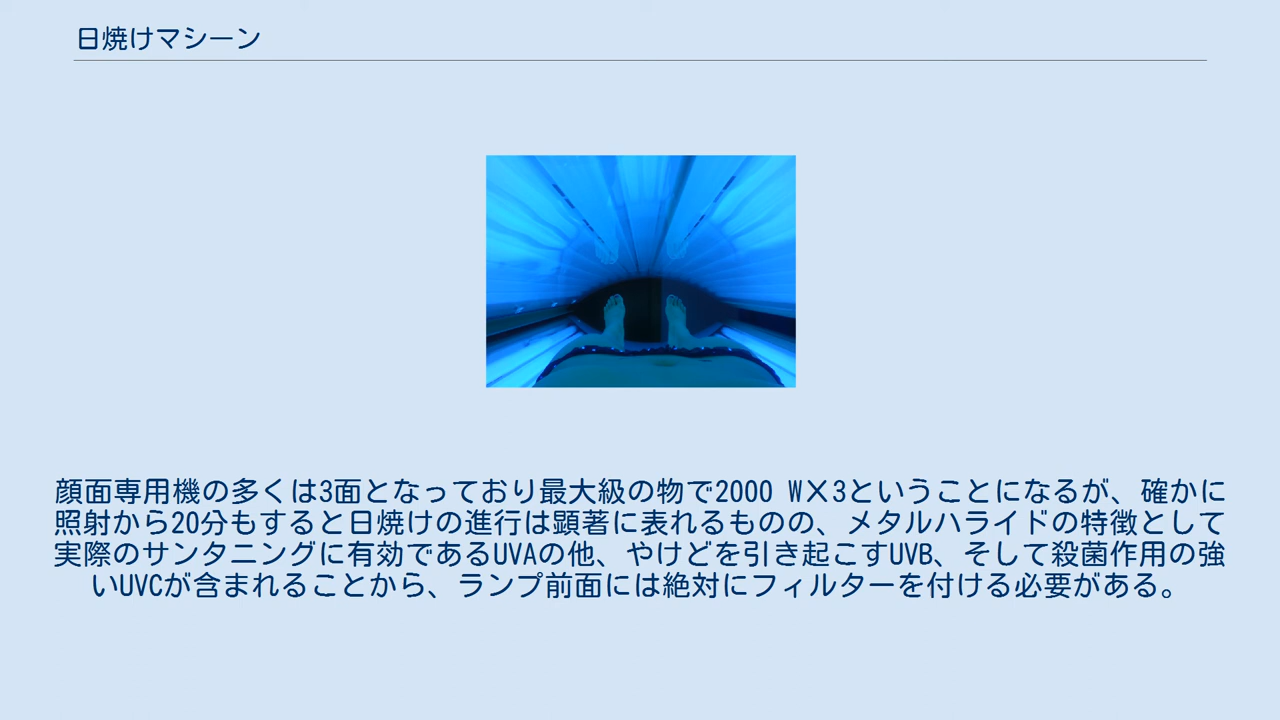 日焼けマシーン
顔面専用機の多くは3面となっており最大級の物で2000 W×3ということになるが、確かに
照射から20分もすると日焼けの進行は顕著に表れるものの、メタルハライドの特徴として
実際のサンタニングに有効であるUVAの他、やけどを引き起こすUVB、そして殺菌作用の強
いUVCが含まれることから、ランプ前面には絶対にフィルターを付ける必要がある。